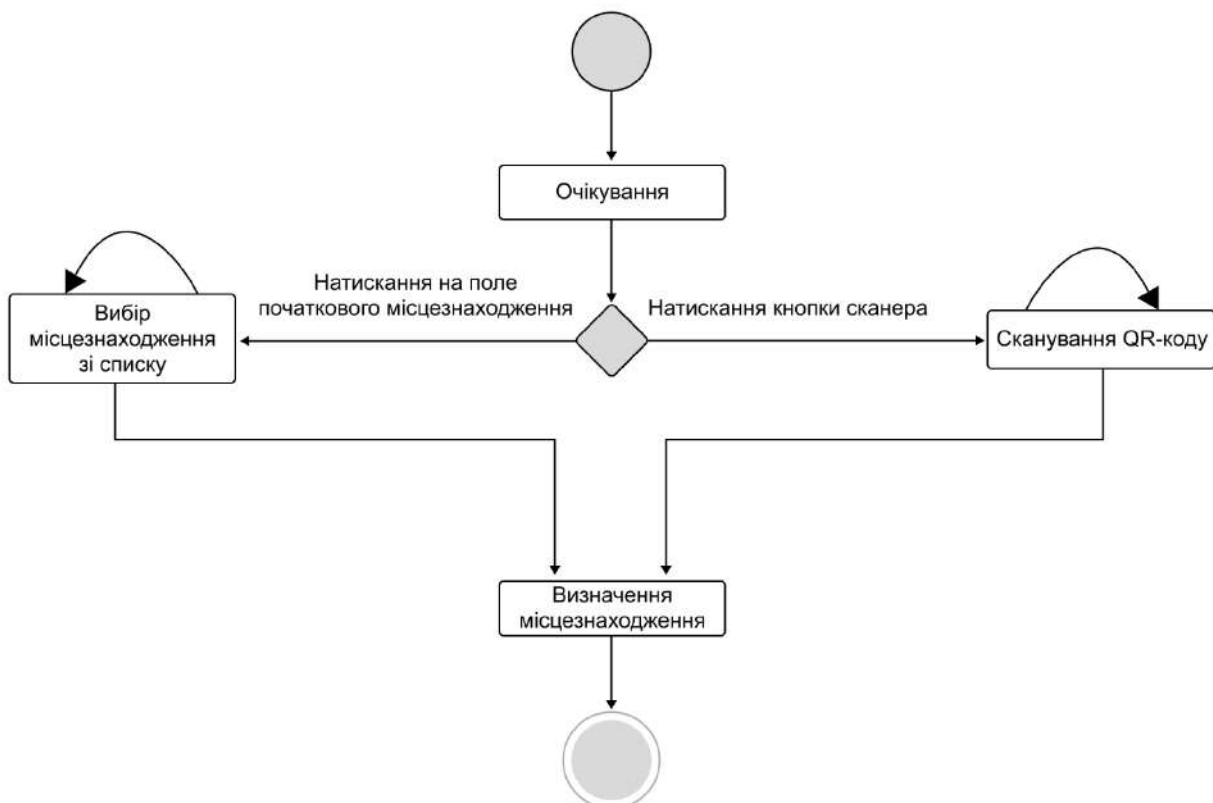 Очікування
Натискання на поле
початкового місцезнаходження
Натискання кнопки сканера
Вибір
місцезнаходження
зі списку
Сканування QR-коду
Визначення
місцезнаходження